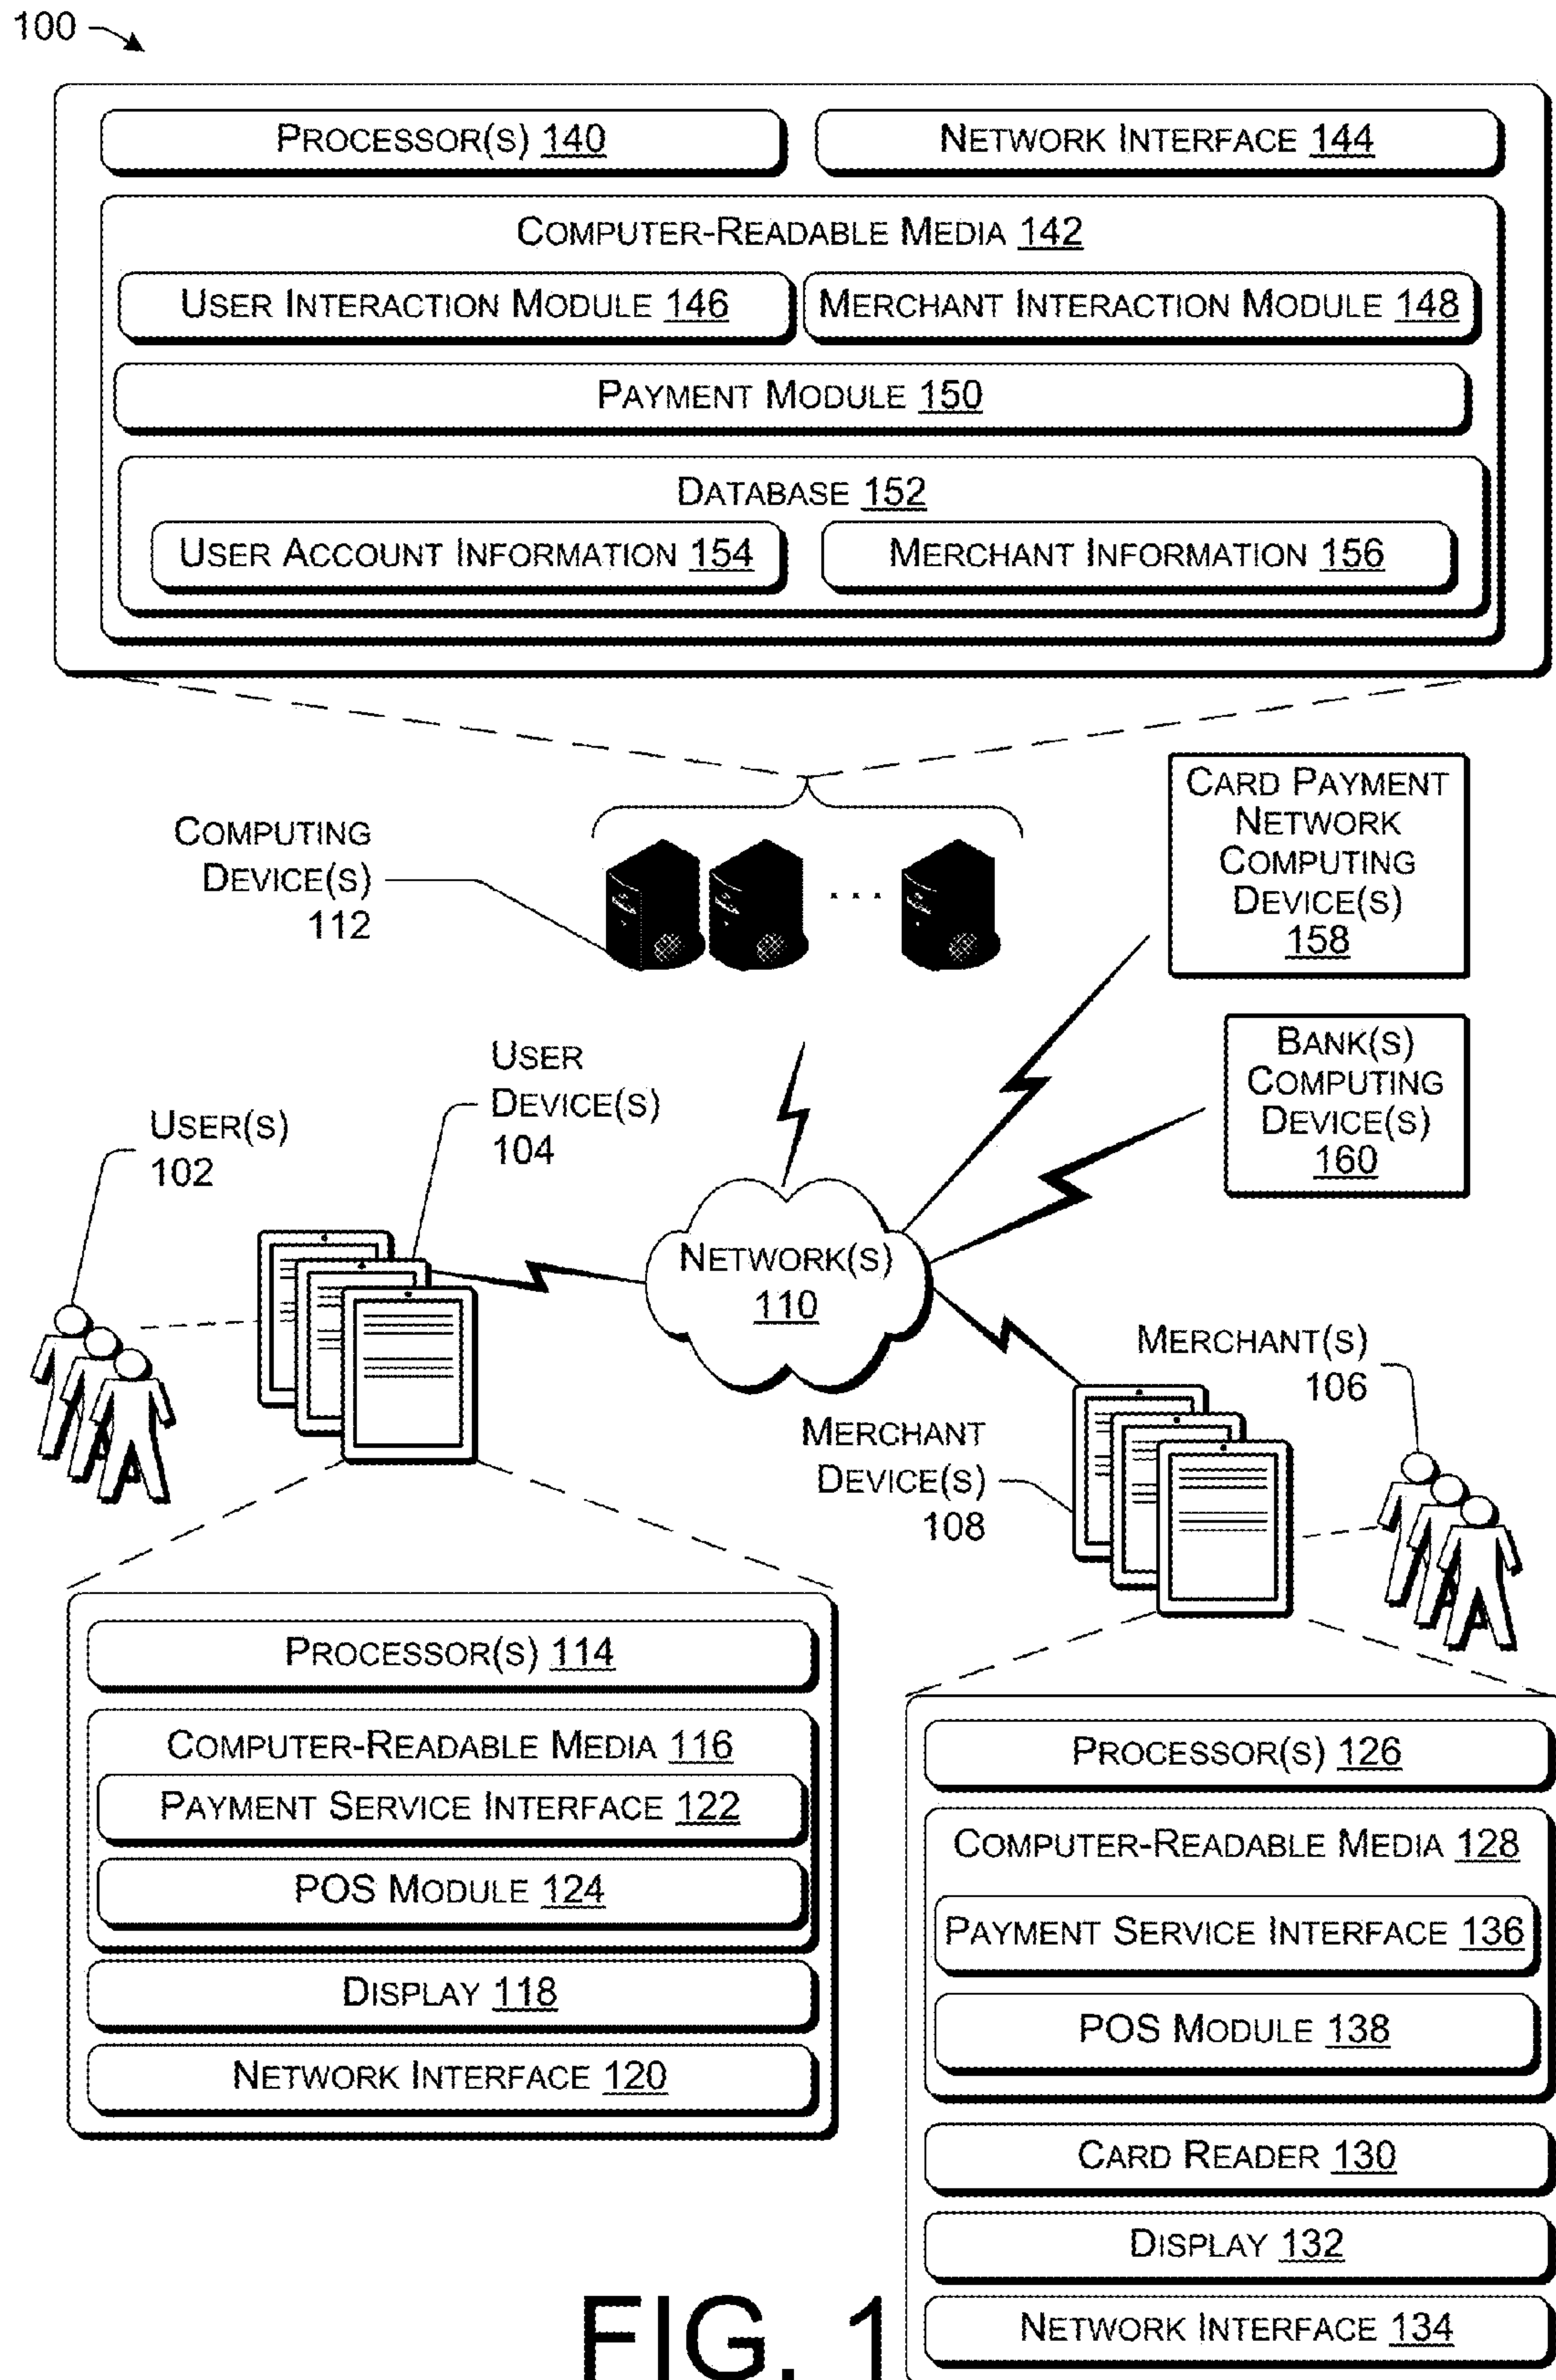 100
PROCESSOR(S) 140
NETWORK INTERFACE 144
COMPUTER-READABLE MEDIA 142
USER INTERACTION MODULE 146
MERCHANT INTERACTION MODULE 148
PAYMENT MODULE 150
DATABASE 152
USER ACCOUNT INFORMATION 154
MERCHANT INFORMATION 156
COMPUTING
DEVICE(S)
112
CARD PAYMENT
NETWORK
COMPUTING
DEVICE(S)
158
BANK(S)
COMPUTING
DEVICE(S)
160
USER
DEVICE(S)
104
USER(S)
102
NETWORK(S)
110
MERCHANT(S)
106
MERCHANT
DEVICE(S)
108
PROCESSOR(S) 114
COMPUTER-READABLE MEDIA 116
PAYMENT SERVICE INTERFACE 122
POS MODULE 124
DISPLAY 118
NETWORK INTERFACE 120
PROCESSOR(S) 126
COMPUTER-READABLE MEDIA 128
PAYMENT SERVICE INTERFACE 136
POS MODULE 138
CARD READER 130
DISPLAY 132
NETWORK INTERFACE 134
FIG. 1